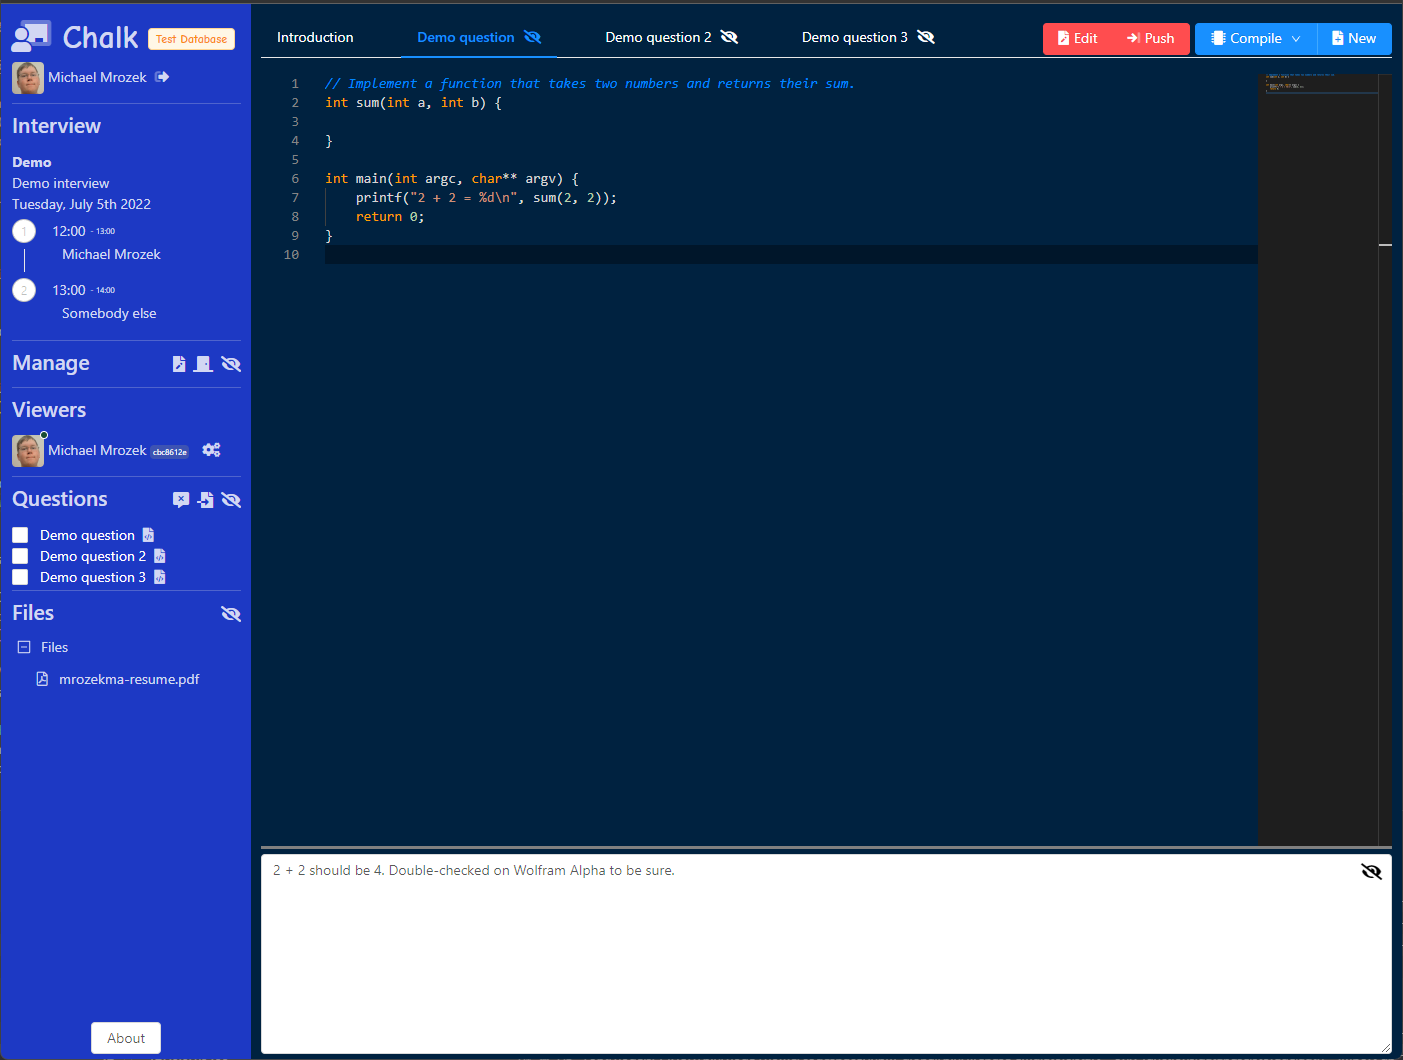 Chalk Test Database
Michael Mrozek
Interview
Demo
Demo interview
Tuesday, July 5th 2022
1 12:00 - 13:00
Michael Mrozek
2 13:00 - 14:00
Somebody else
Manage
Viewers
Michael Mrozek cbc8612e
Questions
Demo question
Demo question 2
Demo question 3
Files
Files
mrozekma-resume.pdf
About
Introduction Demo question Demo question 2 Demo question 3 Edit Push Compile New
1 // Implement a function that takes two numbers and returns their sum.
2 int sum(int a, int b) {
3
4 }
5
6 int main(int argc, char** argv) {
7 printf("2 + 2 = %d\n", sum(2, 2));
8 return 0;
9 }
10
2 + 2 should be 4. Double-checked on Wolfram Alpha to be sure.